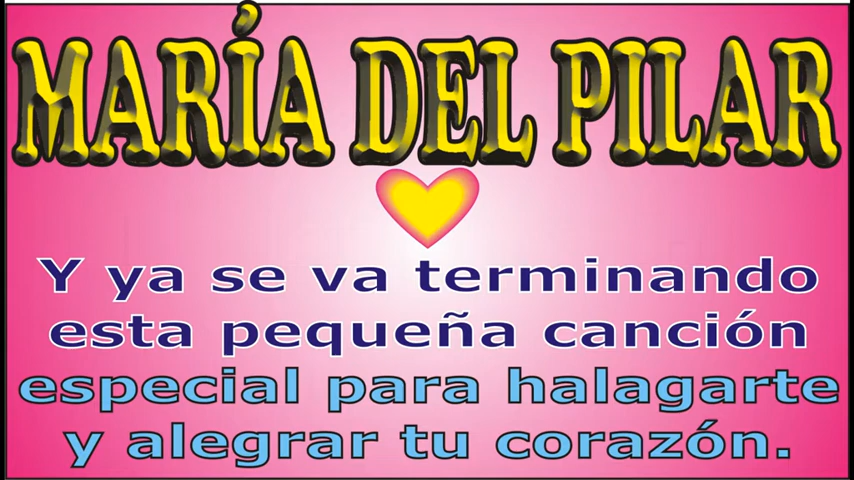 MARÍA DEL PILAR
Y ya se va terminando
esta pequeña canción
especial para halagarte
y alegrar tu corazón.